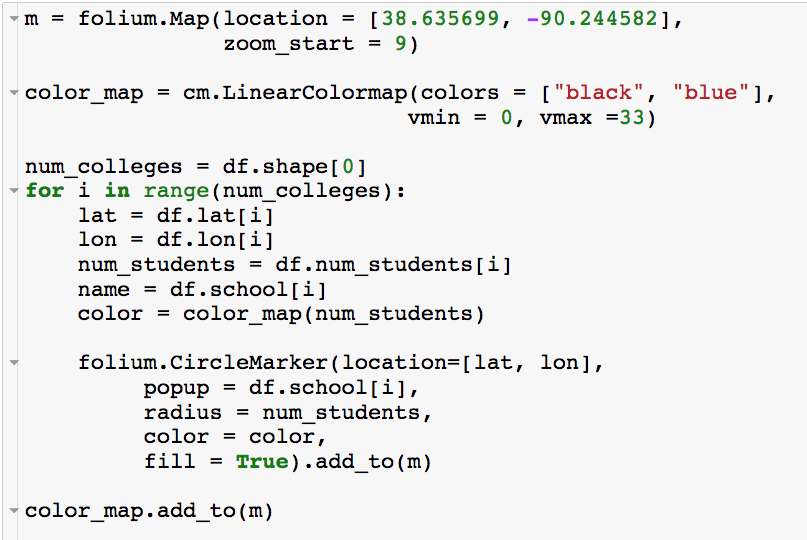 m = folium.Map(location = [38.635699, -90.244582],
               zoom_start = 9)
color_map = cm.LinearColormap(colors = ["black", "blue"],
                             vmin = 0, vmax =33)
num_colleges = df.shape[0]
for i in range(num_colleges):
    lat = df.lat[i]
    lon = df.lon[i]
    num_students = df.num_students[i]
    name = df.school[i]
    color = color_map(num_students)
    folium.CircleMarker(location=[lat, lon],
         popup = df.school[i],
         radius = num_students,
         color = color,
         fill = True).add_to(m)
color_map.add_to(m)